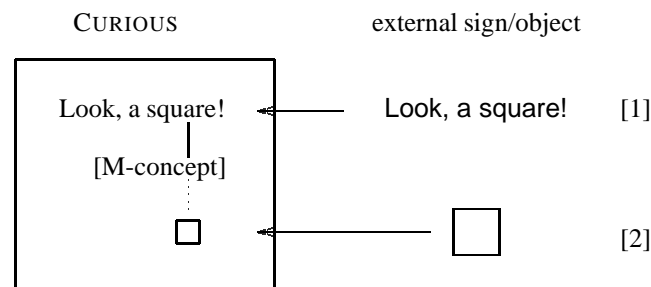 CURIOUS external sign/object
Look, a square! Look, a square! [1]
[M-concept]
[2]